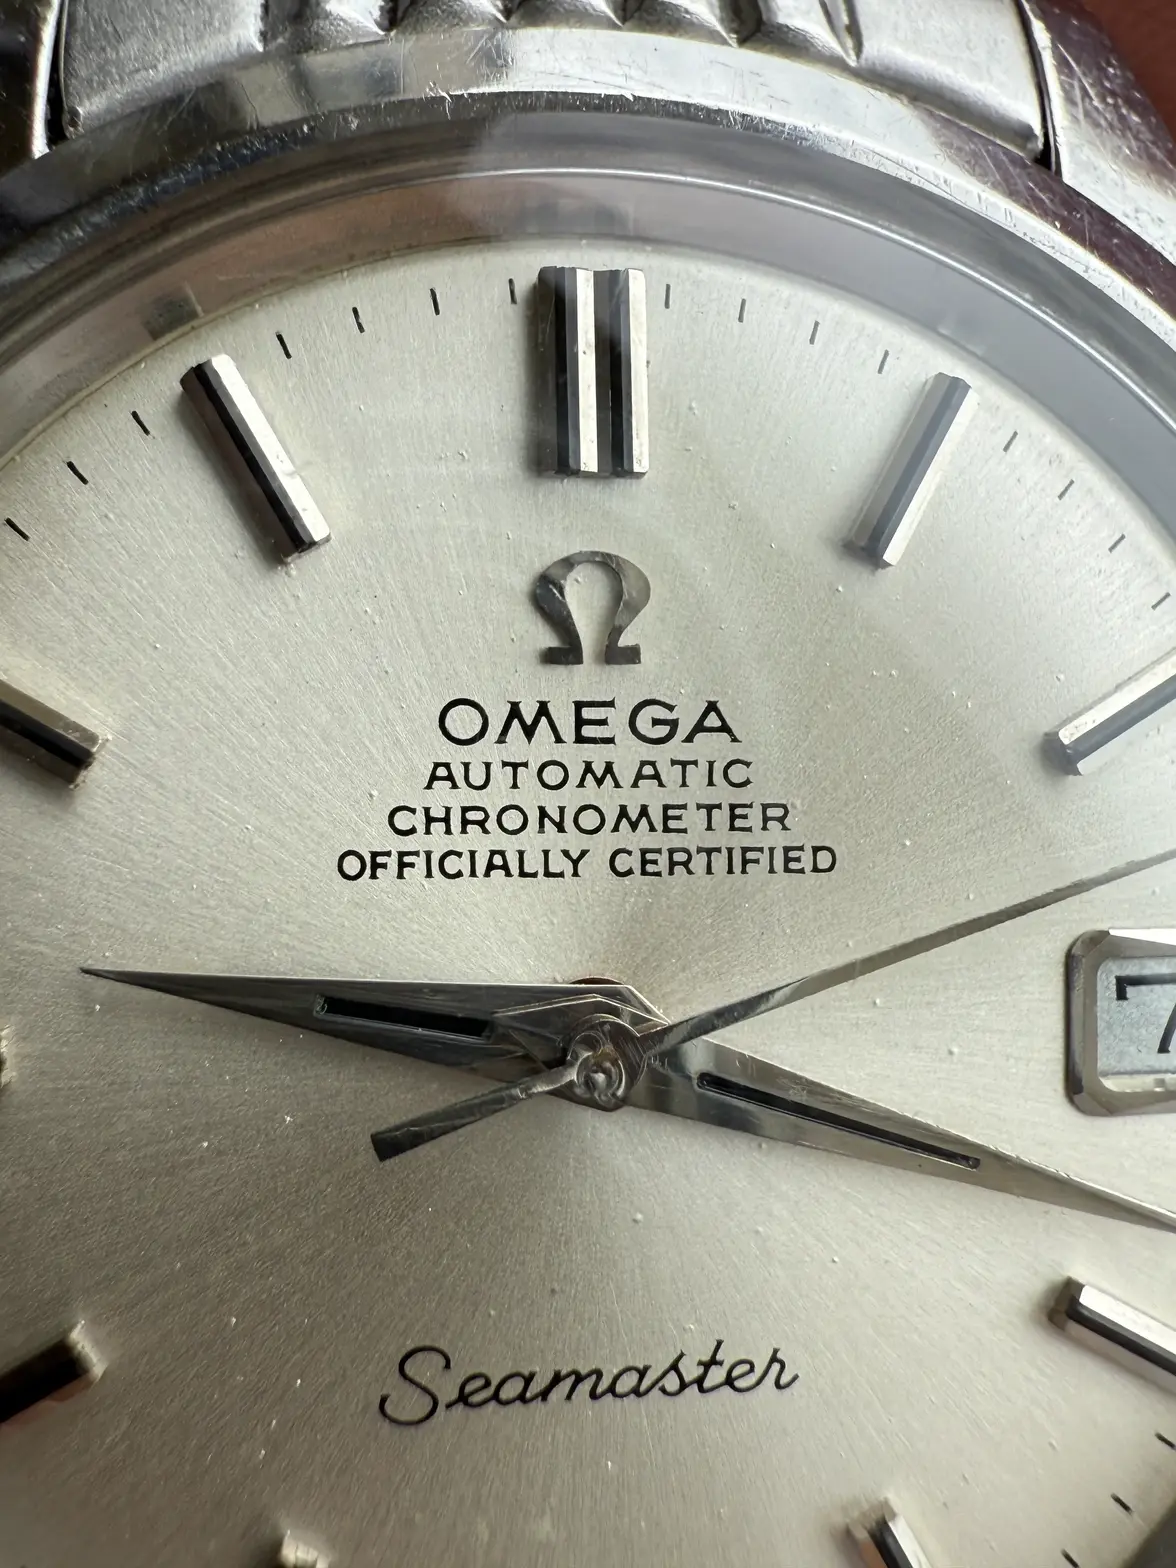 Ω
OMEGA
AUTOMATIC
CHRONOMETER
OFFICIALLY CERTIFIED
7
Seamaster